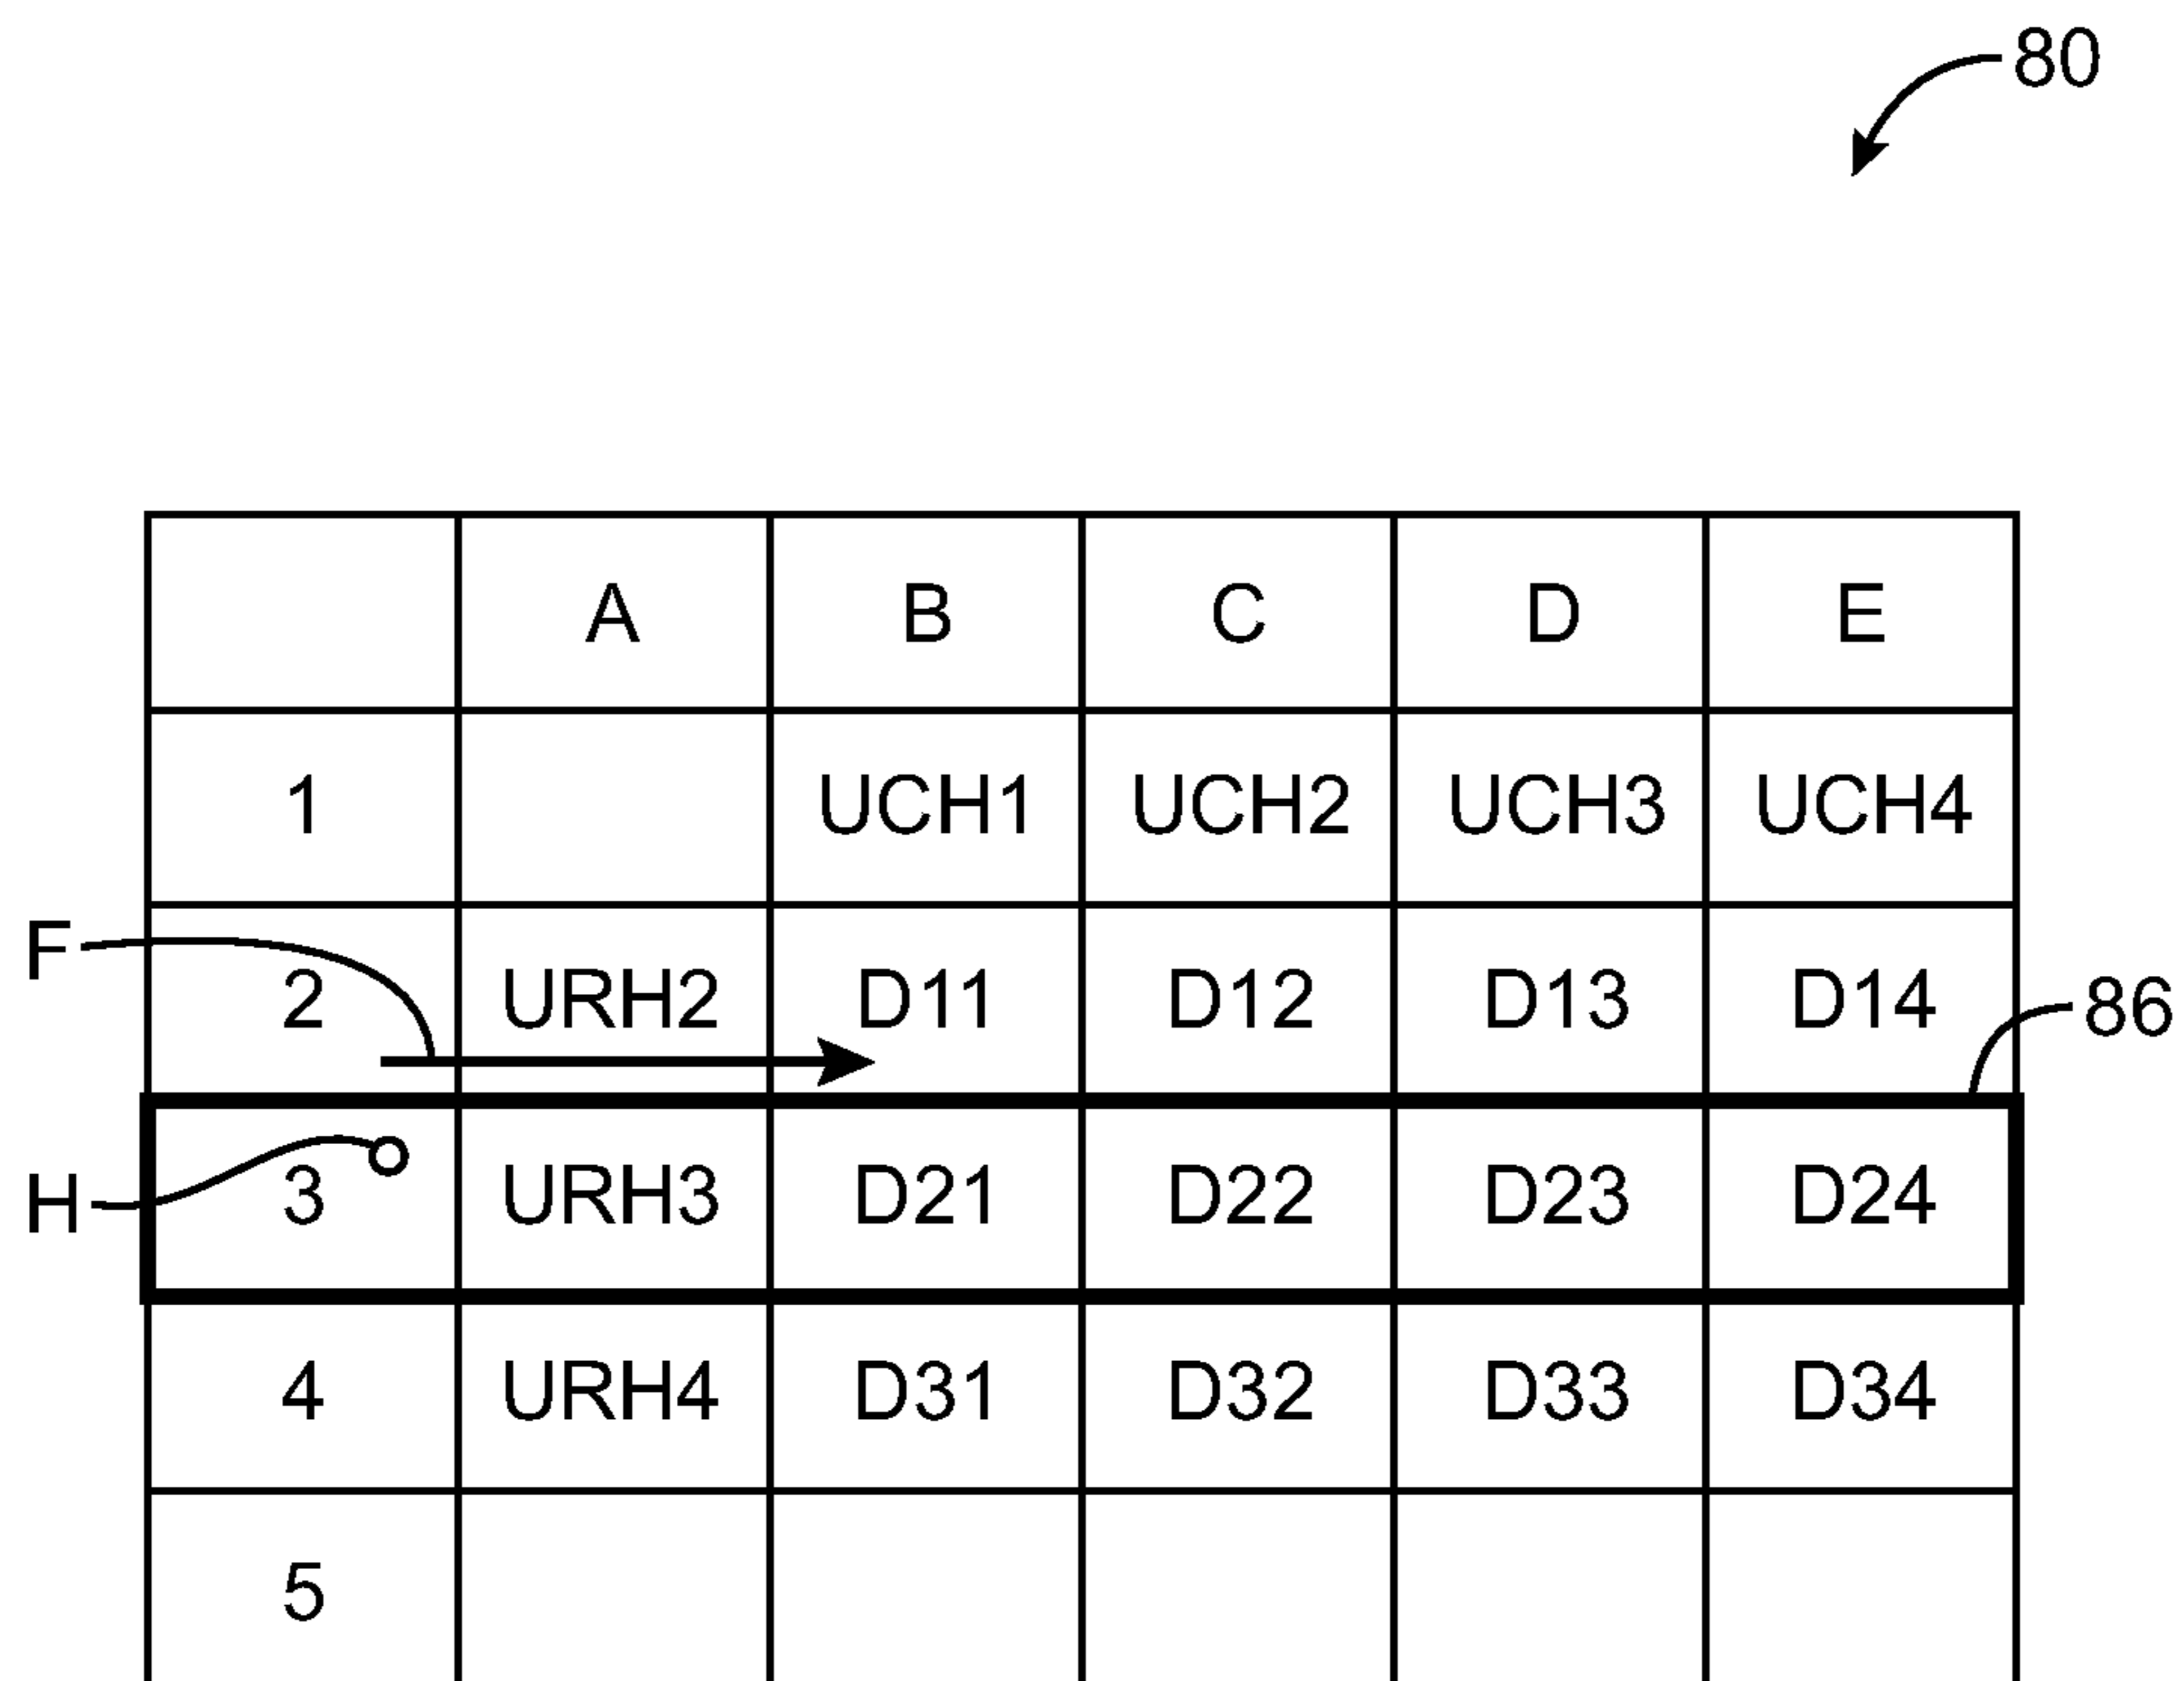 80
A B C D E
1 UCH1 UCH2 UCH3 UCH4
F
2 URH2 D11 D12 D13 D14
86
H
3 URH3 D21 D22 D23 D24
4 URH4 D31 D32 D33 D34
5